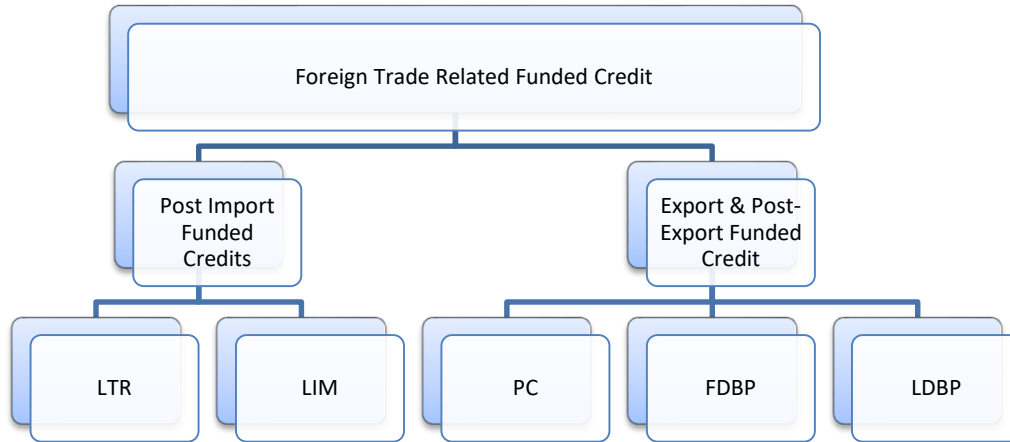 Foreign Trade Related Funded Credit
Post Import
Funded
Credits
Export & Post-
Export Funded
Credit
LTR
LIM
PC
FDBP
LDBP